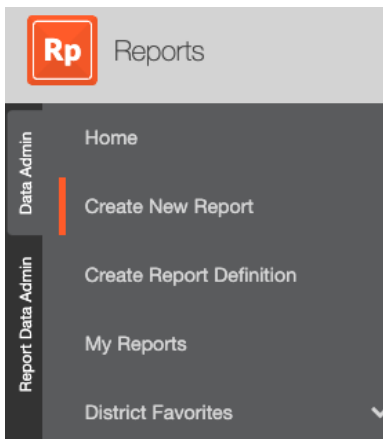 Rp
Reports
Data Admin
Home
Create New Report
Create Report Definition
Report Data Admin
My Reports
District Favorites